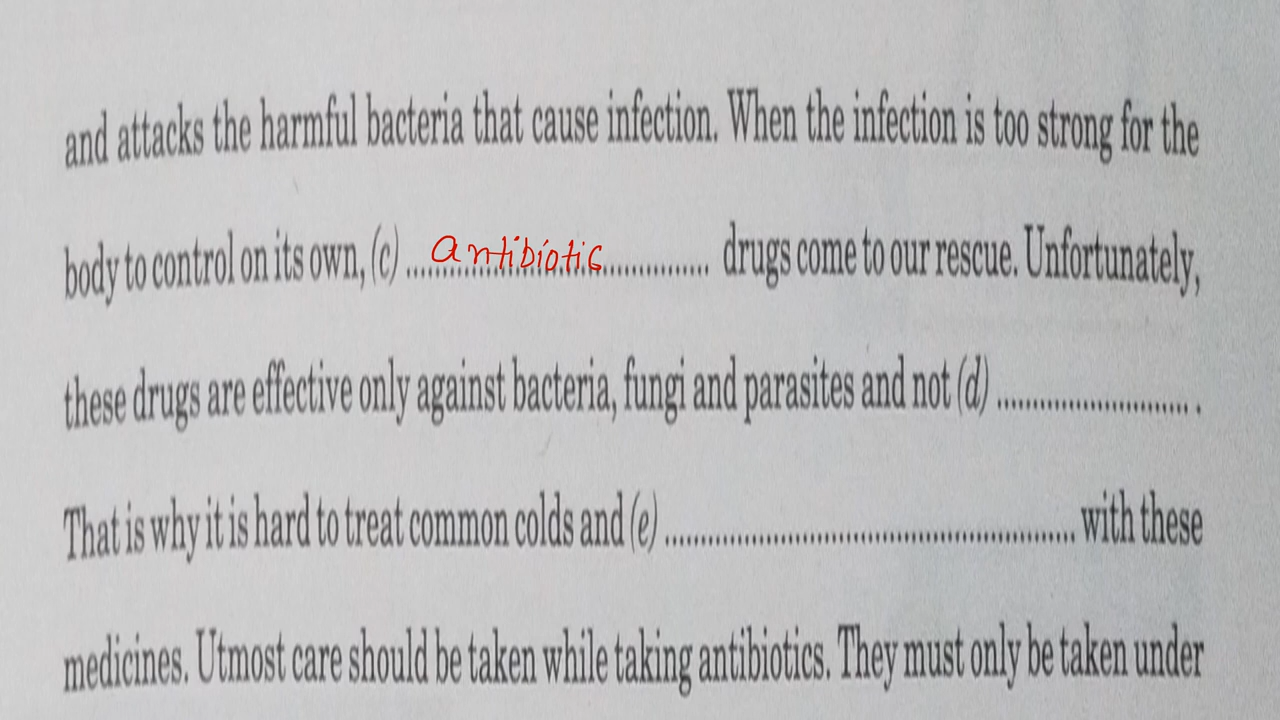 and attacks the harmful bacteria that cause infection. When the infection is too strong for the
body to control on its own, (c) ..........antibiotic.......... drugs come to our rescue. Unfortunately,
these drugs are effective only against bacteria, fungi and parasites and not (d) .......................... .
That is why it is hard to treat common colds and (e) .................................................... with these
medicines. Utmost care should be taken while taking antibiotics. They must only be taken under